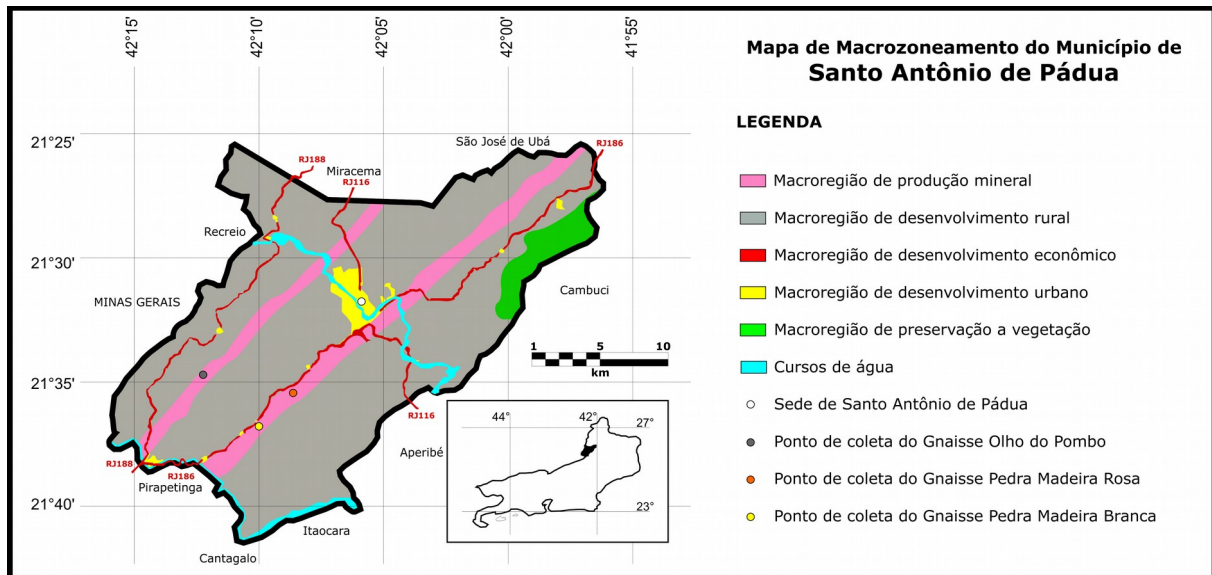 Mapa de Macrozoneamento do Município de
Santo Antônio de Pádua
LEGENDA
Macroregião de produção mineral
Macroregião de desenvolvimento rural
Macroregião de desenvolvimento econômico
Macroregião de desenvolvimento urbano
Macroregião de preservação a vegetação
Cursos de água
Sede de Santo Antônio de Pádua
Ponto de coleta do Gnaisse Olho do Pombo
Ponto de coleta do Gnaisse Pedra Madeira Rosa
Ponto de coleta do Gnaisse Pedra Madeira Branca
42°15'
42°10'
42°05'
42°00'
41°55'
21°25'
21°30'
21°35'
21°40'
São José de Ubá
RJ186
RJ188
Miracema
RJ116
Recreio
MINAS GERAIS
Cambuci
1 5 10
km
RJ116
Aperibé
RJ188
RJ186
Pirapetinga
Itaocara
Cantagalo
44° 42° 27°
23°